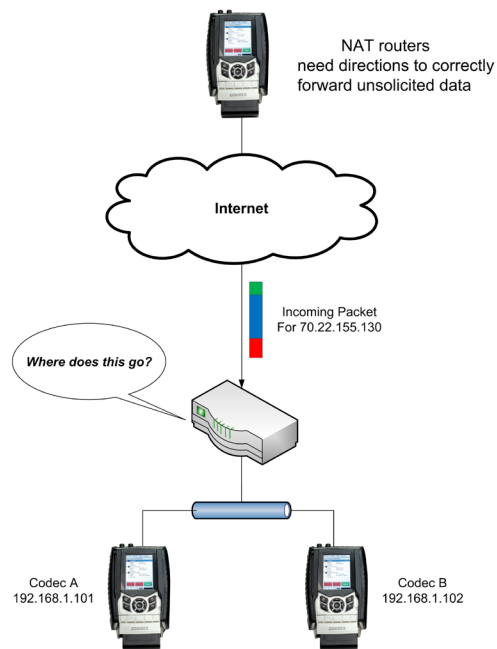 NAT routers
need directions to correctly
forward unsolicited data
Internet
Incoming Packet
For 70.22.155.130
Where does this go?
Codec A
192.168.1.101
Codec B
192.168.1.102